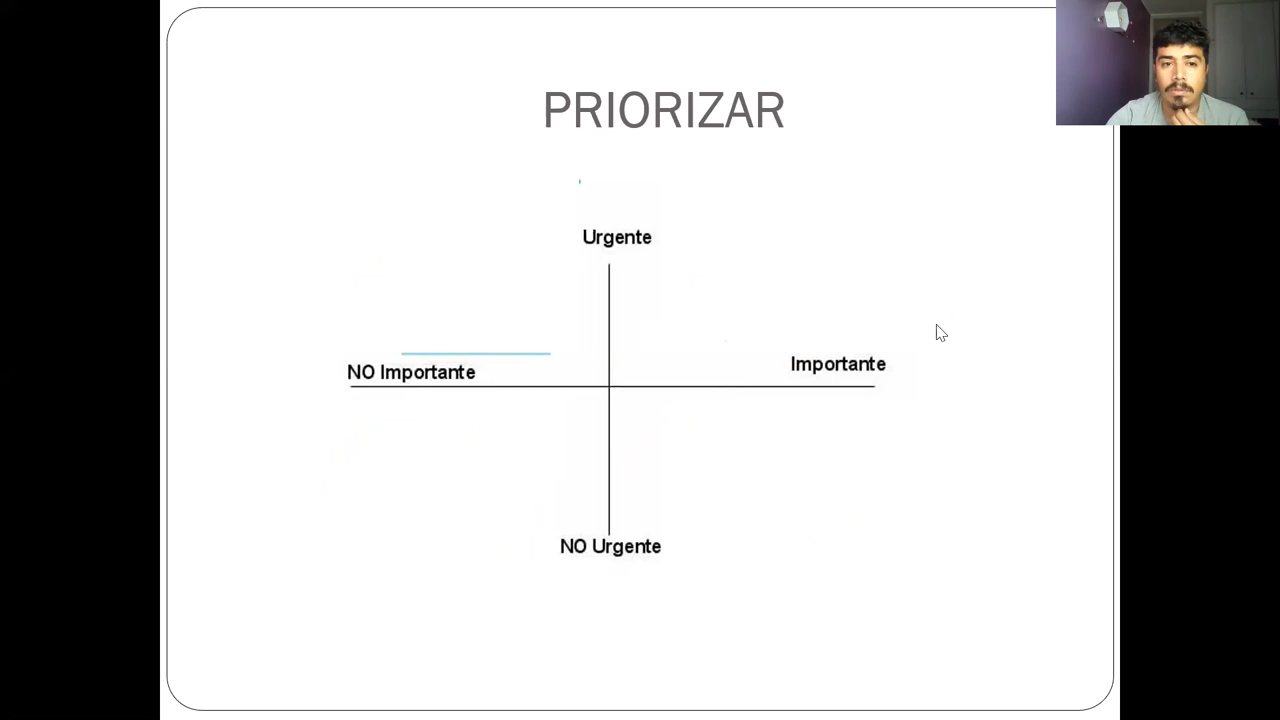 PRIORIZAR
Urgente
NO Importante
Importante
NO Urgente